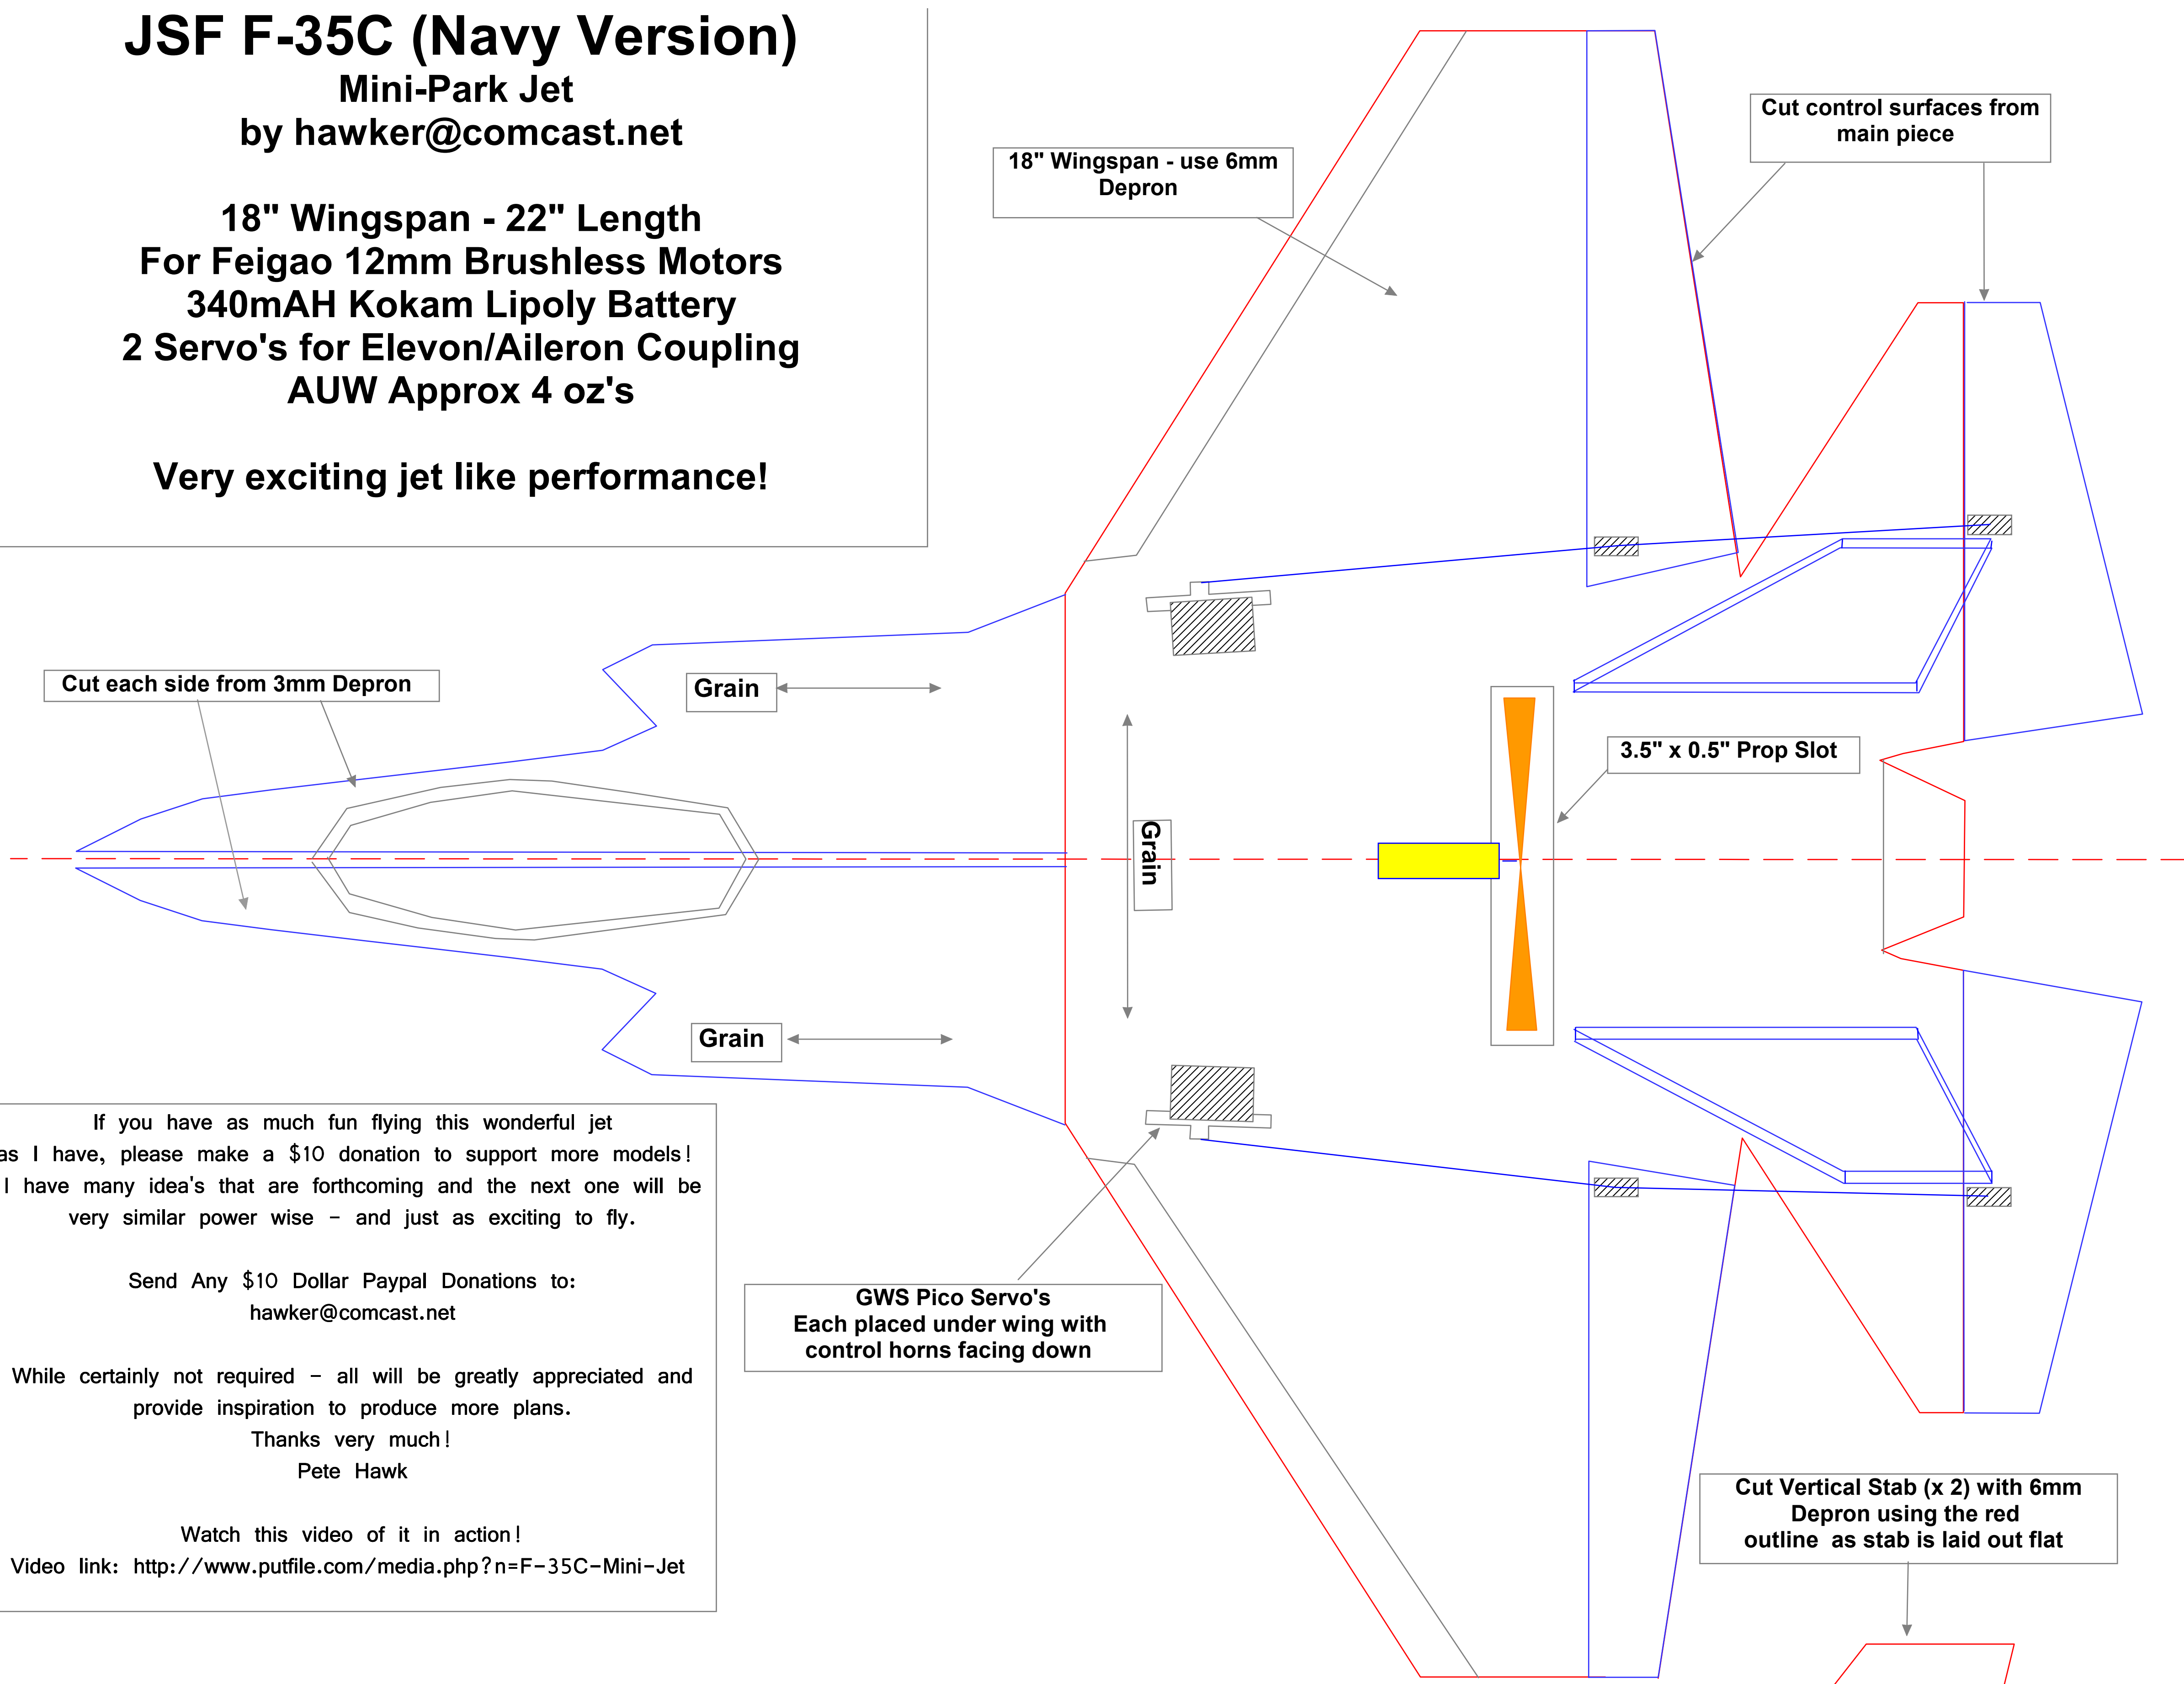 JSF F-35C (Navy Version)
Mini-Park Jet
by hawker@comcast.net
18" Wingspan - 22" Length
For Feigao 12mm Brushless Motors
340mAH Kokam Lipoly Battery
2 Servo's for Elevon/Aileron Coupling
AUW Approx 4 oz's
Very exciting jet like performance!
18" Wingspan - use 6mm
Depron
Cut control surfaces from
main piece
Cut each side from 3mm Depron
Grain
Grain
3.5" x 0.5" Prop Slot
Grain
GWS Pico Servo's
Each placed under wing with
control horns facing down
If you have as much fun flying this wonderful jet
as I have, please make a $10 donation to support more models!
I have many idea's that are forthcoming and the next one will be
very similar power wise - and just as exciting to fly.
Send Any $10 Dollar Paypal Donations to:
hawker@comcast.net
While certainly not required - all will be greatly appreciated and
provide inspiration to produce more plans.
Thanks very much!
Pete Hawk
Watch this video of it in action!
Video link: http://www.putfile.com/media.php?n=F-35C-Mini-Jet
Cut Vertical Stab (x 2) with 6mm
Depron using the red
outline as stab is laid out flat